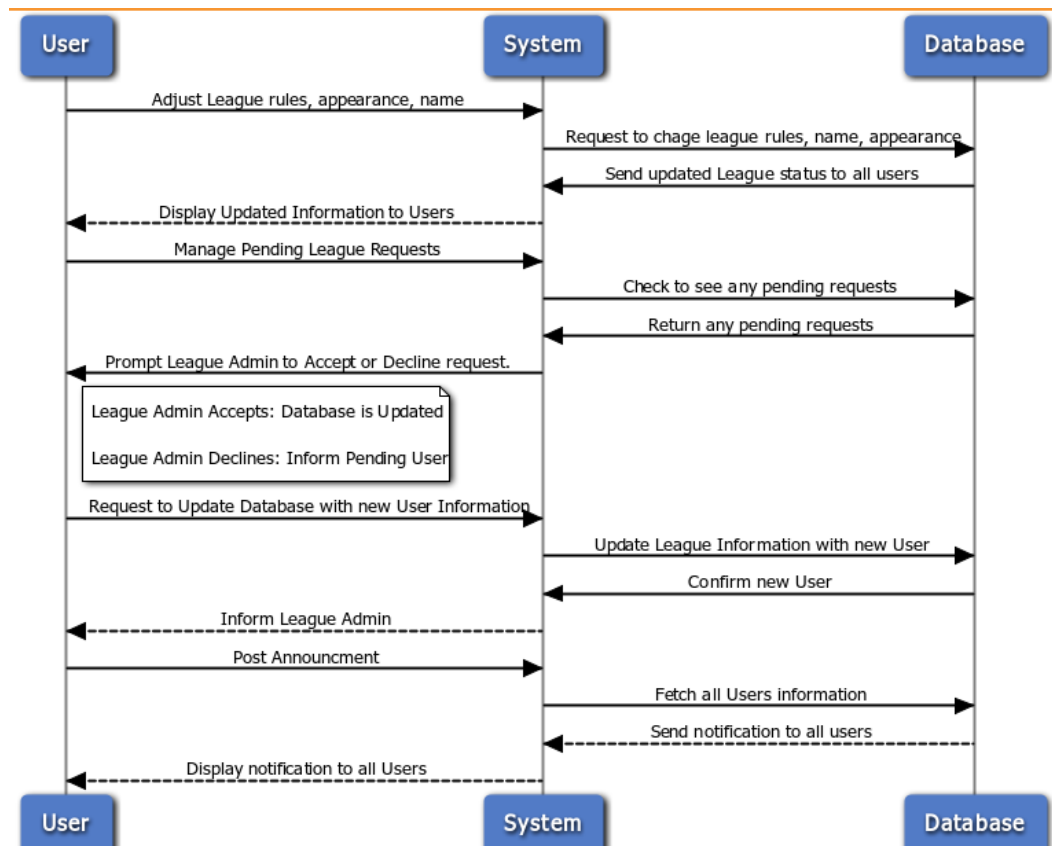 User
System
Database
Adjust League rules, appearance, name
Request to chage league rules, name, appearance
Send updated League status to all users
Display Updated Information to Users
Manage Pending League Requests
Check to see any pending requests
Return any pending requests
Prompt League Admin to Accept or Decline request.
League Admin Accepts: Database is Updated
League Admin Declines: Inform Pending User
Request to Update Database with new User Information
Update League Information with new User
Confirm new User
Inform League Admin
Post Announcment
Fetch all Users information
Send notification to all users
Display notification to all Users
User
System
Database